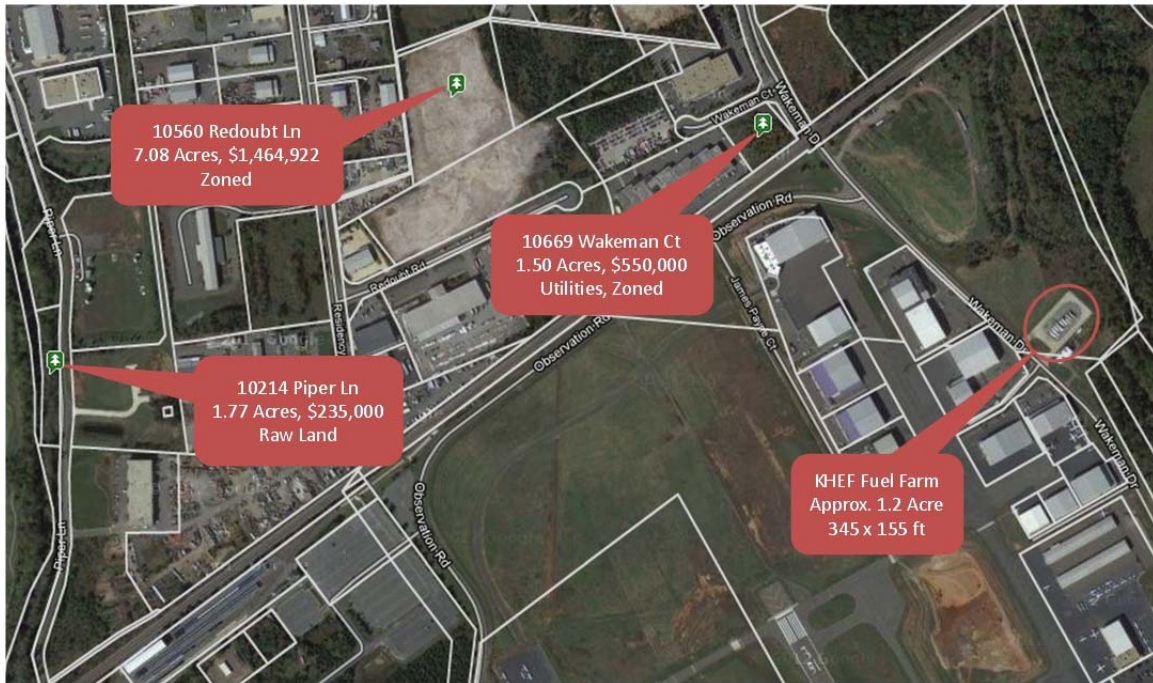 10560 Redoubt Ln
7.08 Acres, $1,464,922
Zoned
Wakeman Ct
Wakeman D
Piper Ln
10669 Wakeman Ct
1.50 Acres, $550,000
Utilities, Zoned
Observation Rd
Redoubt Rd
Residency
James Payne Ct
Wakeman Dr
Observation Rd
10214 Piper Ln
1.77 Acres, $235,000
Raw Land
Wakeman Dr
KHEF Fuel Farm
Approx. 1.2 Acre
345 x 155 ft
Observation Rd
Piper Ln